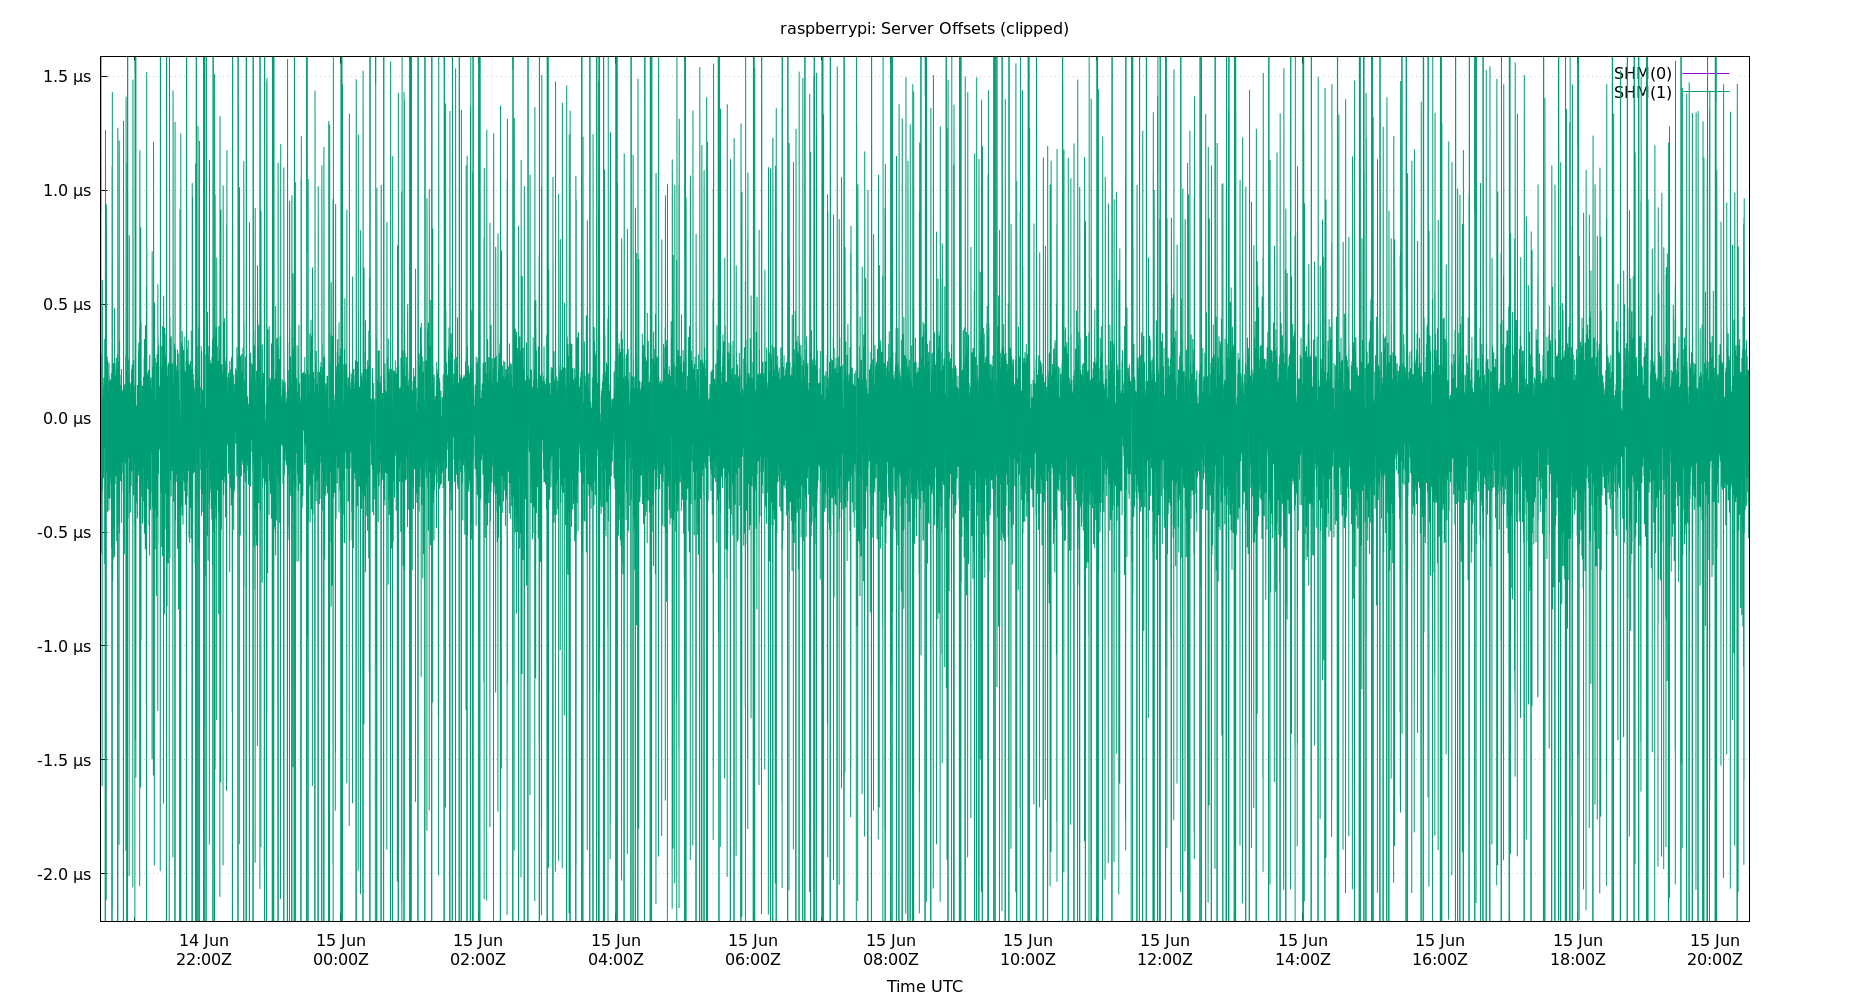 raspberrypi: Server Offsets (clipped)
1.5 µs
1.0 µs
0.5 µs
0.0 µs
-0.5 µs
-1.0 µs
-1.5 µs
-2.0 µs
SHM(0)
SHM(1)
14 Jun 15 Jun 15 Jun 15 Jun 15 Jun 15 Jun 15 Jun 15 Jun 15 Jun 15 Jun 15 Jun 15 Jun
22:00Z 00:00Z 02:00Z 04:00Z 06:00Z 08:00Z 10:00Z 12:00Z 14:00Z 16:00Z 18:00Z 20:00Z
Time UTC